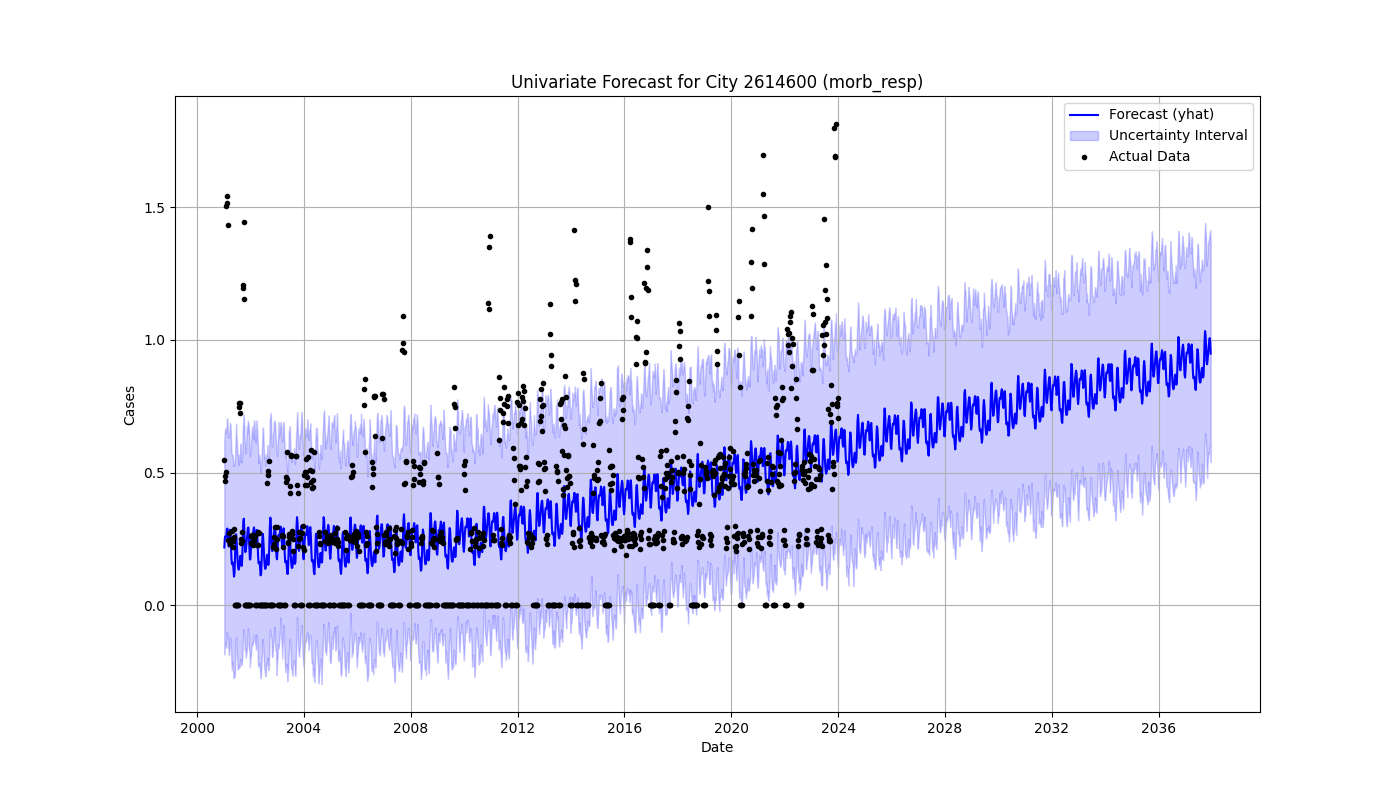 Univariate Forecast for City 2614600 (morb_resp)
Forecast (yhat)
Uncertainty Interval
Actual Data
Cases
1.5
1.0
0.5
0.0
2000 2004 2008 2012 2016 2020 2024 2028 2032 2036
Date